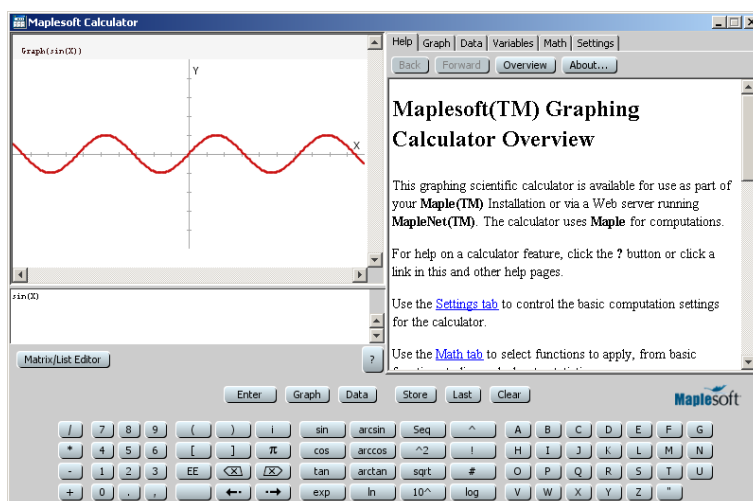 Maplesoft Calculator
Graph(sin(X))
Y
X
sin(X)
Matrix/List Editor
?
Help Graph Data Variables Math Settings
Back Forward Overview About...
Maplesoft(TM) Graphing
Calculator Overview
This graphing scientific calculator is available for use as part
of your Maple(TM) Installation or via a Web server running
MapleNet(TM). The calculator uses Maple for computations.
For help on a calculator feature, click the ? button or click a
link in this and other help pages.
Use the Settings tab to control the basic computation settings
for the calculator.
Use the Math tab to select functions to apply, from basic
Enter Graph Data Store Last Clear
Maplesoft
/ 7 8 9 ( ) i sin arcsin Seq ^ A B C D E F G
* 4 5 6 [ ] π cos arccos ^2 ! H I J K L M N
- 1 2 3 EE X X tan arctan sqrt # O P Q R S T U
+ 0 . , exp ln 10^ log V W X Y Z "